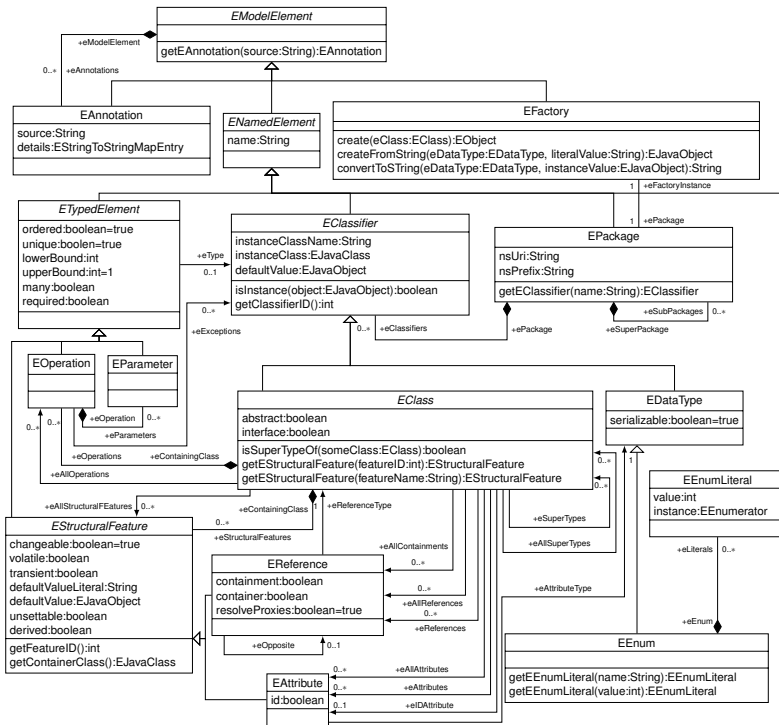 EModelElement
getEAnnotation(source:String):EAnnotation
+eModelElement
0..*
+eAnnotations
EAnnotation
source:String
details:EStringToStringMapEntry
ENamedElement
name:String
EFactory
create(eClass:EClass):EObject
createFromString(eDataType:EDataType, literalValue:String):EJavaObject
convertToSTring(eDataType:EDataType, instanceValue:EJavaObject):String
1
+eFactoryInstance
1
+ePackage
ETypedElement
ordered:boolean=true
unique:boolen=true
lowerBound:int
upperBound:int=1
many:boolean
required:boolean
+eType
0..1
0..*
+eExceptions
EClassifier
instanceClassName:String
instanceClass:EJavaClass
defaultValue:EJavaObject
isInstance(object:EJavaObject):boolean
getClassifierID():int
EPackage
nsUri:String
nsPrefix:String
getEClassifier(name:String):EClassifier
0..*
+eClassifiers
+ePackage
+eSubPackages
0..*
+eSuperPackage
EOperation
EParameter
+eOperation
0..*
+eParameters
0..*
0..*
+eOperations
+eContainingClass
+eAllOperations
EClass
abstract:boolean
interface:boolean
isSuperTypeOf(someClass:EClass):boolean
getEStructuralFeature(featureID:int):EStructuralFeature
getEStructuralFeature(featureName:String):EStructuralFeature
0..*
0..*
+eSuperTypes
+eAllSuperTypes
EDataType
serializable:boolean=true
1
EEnumLiteral
value:int
instance:EEnumerator
+eLiterals
0..*
+eEnum
+eAllStructuralFEatures
0..*
+eContainingClass
0..*
1
+eStructuralFeatures
+eReferenceType
EStructuralFeature
changeable:boolean=true
volatile:boolean
transient:boolean
defaultValueLiteral:String
defaultValue:EJavaObject
unsettable:boolean
derived:boolean
getFeatureID():int
getContainerClass():EJavaClass
EReference
containment:boolean
container:boolean
resolveProxies:boolean=true
+eOpposite
0..1
+eAllContainments
0..*
0..*
+eAllReferences
0..*
+eReferences
+eAttributeType
EEnum
getEEnumLiteral(name:String):EEnumLiteral
getEEnumLiteral(value:int):EEnumLiteral
EAttribute
id:boolean
0..*
+eAllAttributes
0..*
+eAttributes
0..1
+eIDAttribute